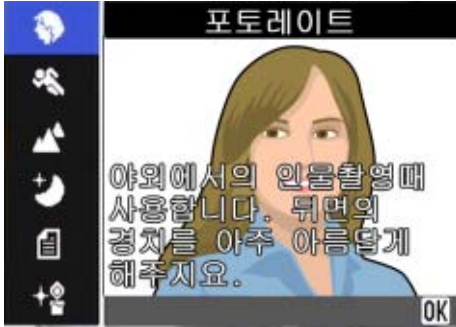 포토레이트
야외에서의 인물촬영때
사용합니다. 뒤면의
경치를 아주 아름답게
해주지요.
OK